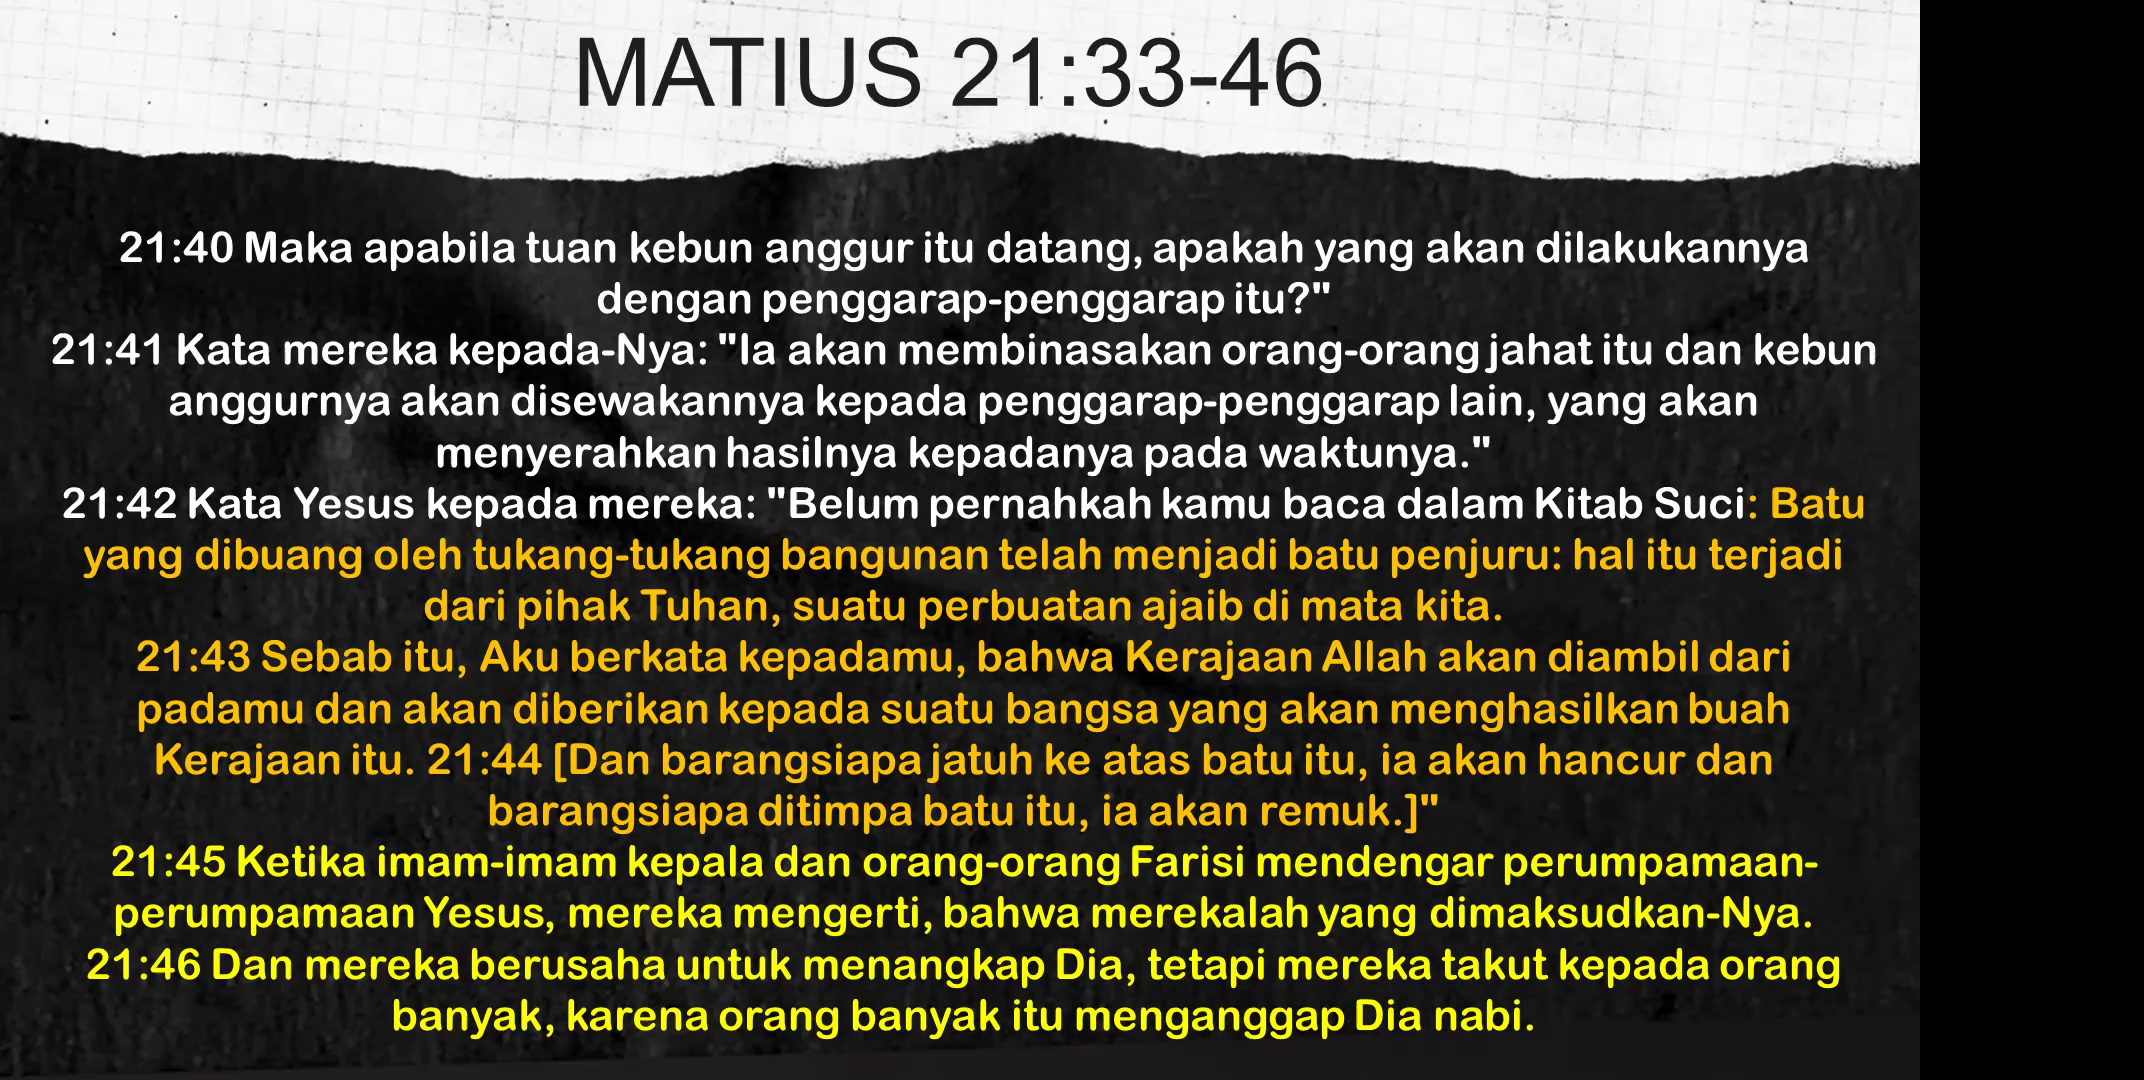 MATIUS 21:33-46
21:40 Maka apabila tuan kebun anggur itu datang, apakah yang akan dilakukannya
dengan penggarap-penggarap itu?"
21:41 Kata mereka kepada-Nya: "Ia akan membinasakan orang-orang jahat itu dan kebun
anggurnya akan disewakannya kepada penggarap-penggarap lain, yang akan
menyerahkan hasilnya kepadanya pada waktunya."
21:42 Kata Yesus kepada mereka: "Belum pernahkah kamu baca dalam Kitab Suci: Batu
yang dibuang oleh tukang-tukang bangunan telah menjadi batu penjuru: hal itu terjadi
dari pihak Tuhan, suatu perbuatan ajaib di mata kita.
21:43 Sebab itu, Aku berkata kepadamu, bahwa Kerajaan Allah akan diambil dari
padamu dan akan diberikan kepada suatu bangsa yang akan menghasilkan buah
Kerajaan itu. 21:44 [Dan barangsiapa jatuh ke atas batu itu, ia akan hancur dan
barangsiapa ditimpa batu itu, ia akan remuk.]"
21:45 Ketika imam-imam kepala dan orang-orang Farisi mendengar perumpamaan-
perumpamaan Yesus, mereka mengerti, bahwa merekalah yang dimaksudkan-Nya.
21:46 Dan mereka berusaha untuk menangkap Dia, tetapi mereka takut kepada orang
banyak, karena orang banyak itu menganggap Dia nabi.